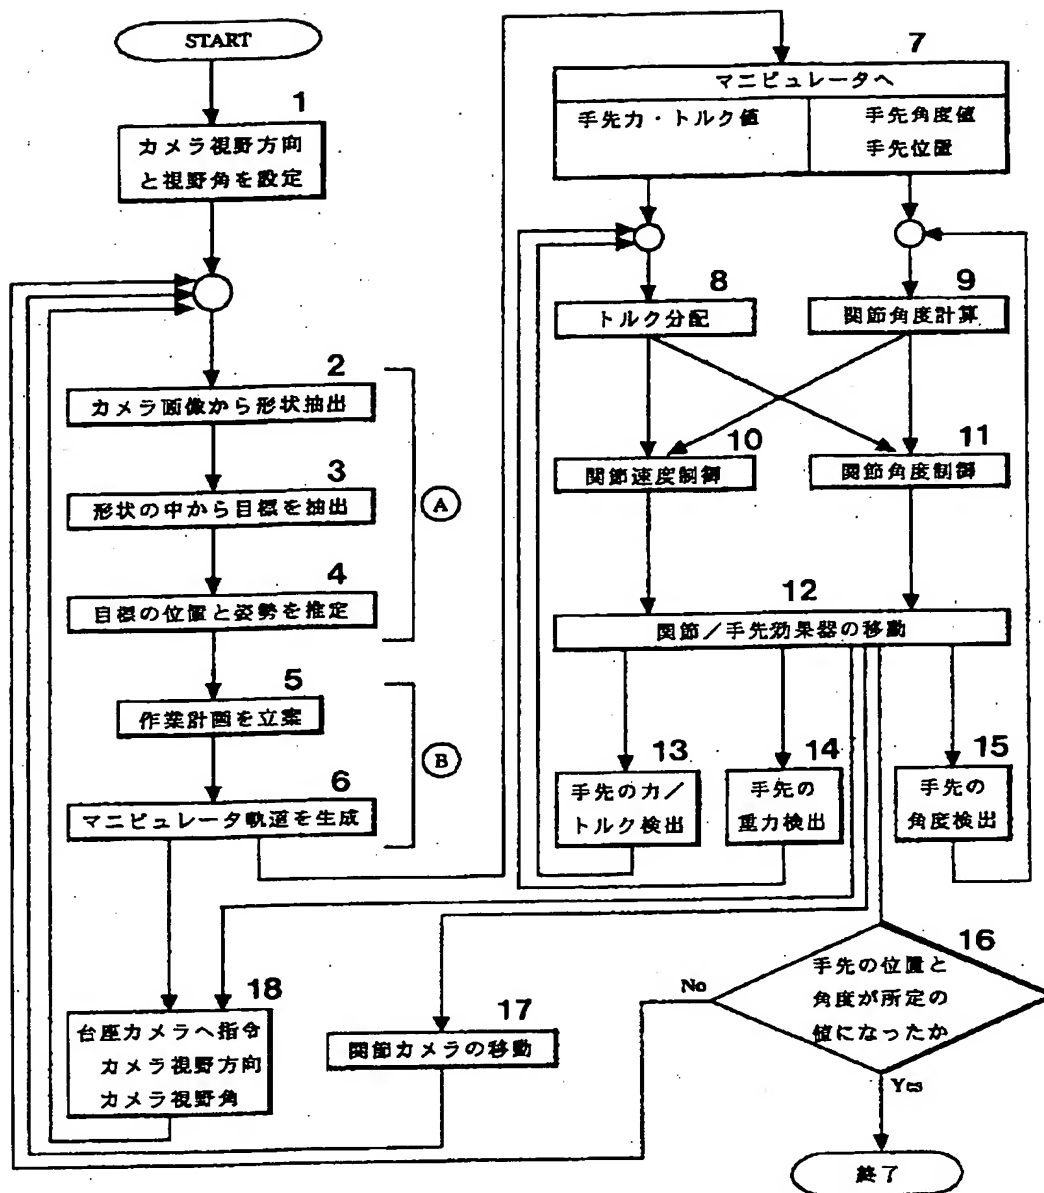 START
1
カメラ視野方向
と視野角を設定
2
カメラ画像から形状抽出
3
形状の中から目標を抽出
A
4
目標の位置と姿勢を推定
5
作業計画を立案
B
6
マニピュレータ軌道を生成
18
台座カメラへ指令
カメラ視野方向
カメラ視野角
17
関節カメラの移動
7
マニピュレータへ
手先力・トルク値
手先角度値
手先位置
8
トルク分配
9
関節角度計算
10
関節速度制御
11
関節角度制御
12
関節/手先効果器の移動
13
手先の力/
トルク検出
14
手先の
重力検出
15
手先の
角度検出
16
手先の位置と
角度が所定の
値になったか
No
Yes
終了